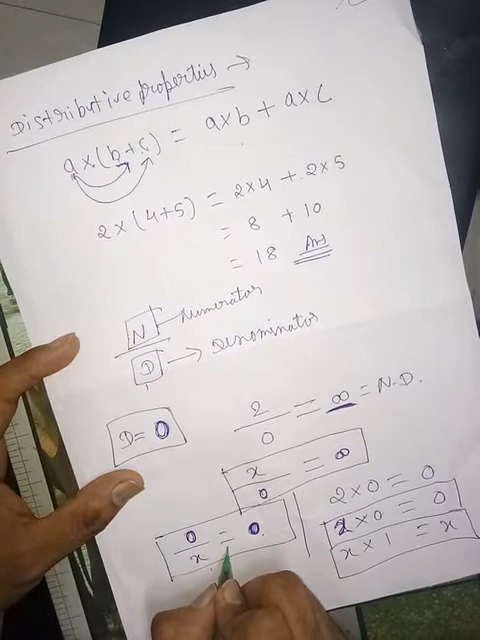 Distributive properties →
a×(b+c) = a×b + a×c
2×(4+5) = 2×4 + 2×5
= 8 + 10
= 18 Ans
N Numerator
D → Denominator
D = 0
2/0 = ∞ = N.D.
x/0 = ∞
0/x = 0
2×0 = 0
x×0 = 0
x×1 = x